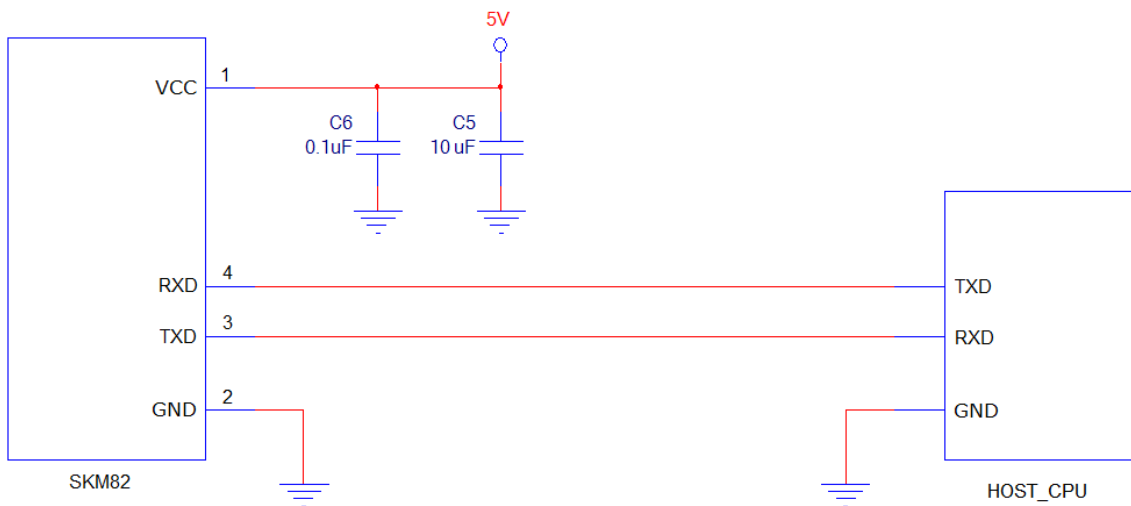 5V
VCC
1
C6
0.1uF
C5
10 uF
RXD
4
TXD
TXD
3
RXD
GND
2
GND
SKM82
HOST_CPU